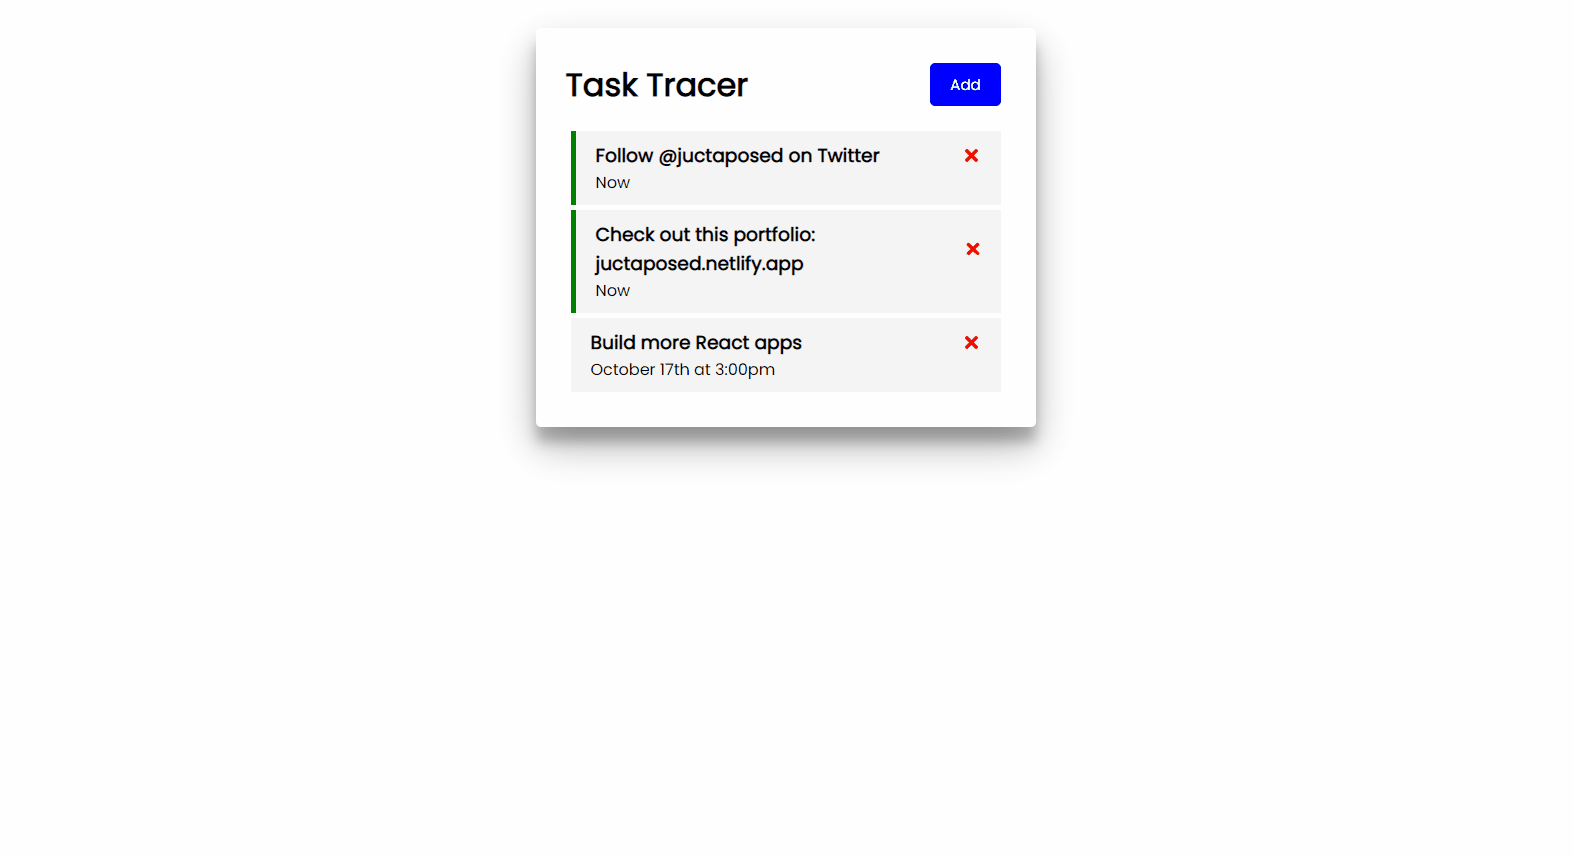 Task Tracer
Add
Follow @juctaposed on Twitter
Now
Check out this portfolio:
juctaposed.netlify.app
Now
Build more React apps
October 17th at 3:00pm